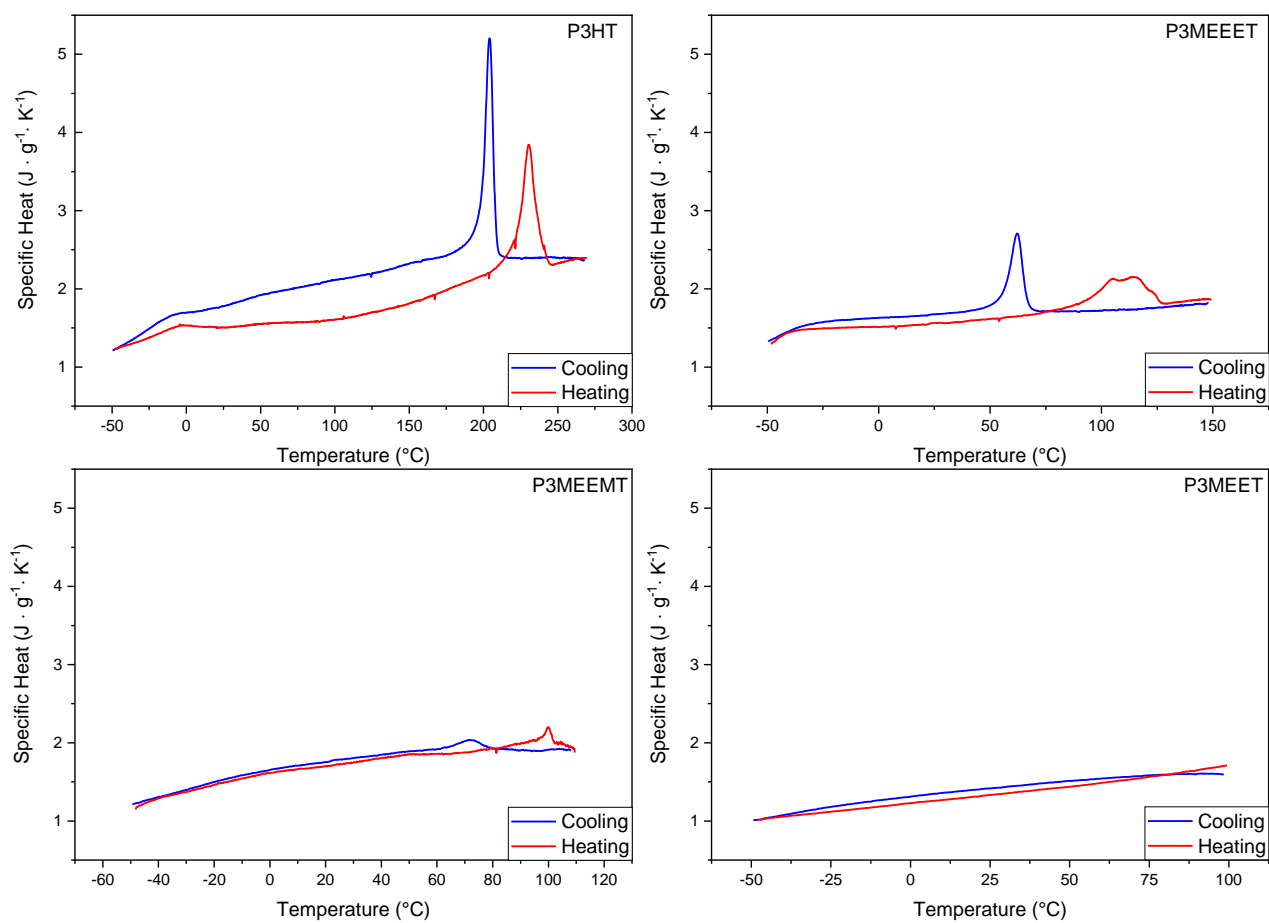 P3HT
5
4
3
2
1
Specific Heat (J · g⁻¹· K⁻¹)
Cooling
Heating
-50 0 50 100 150 200 250 300
Temperature (°C)
P3MEEET
5
4
3
2
1
Specific Heat (J · g⁻¹· K⁻¹)
Cooling
Heating
-50 0 50 100 150
Temperature (°C)
P3MEEMT
5
4
3
2
1
Specific Heat (J · g⁻¹· K⁻¹)
Cooling
Heating
-60 -40 -20 0 20 40 60 80 100 120
Temperature (°C)
P3MEET
5
4
3
2
1
Specific Heat (J · g⁻¹· K⁻¹)
Cooling
Heating
-50 -25 0 25 50 75 100
Temperature (°C)